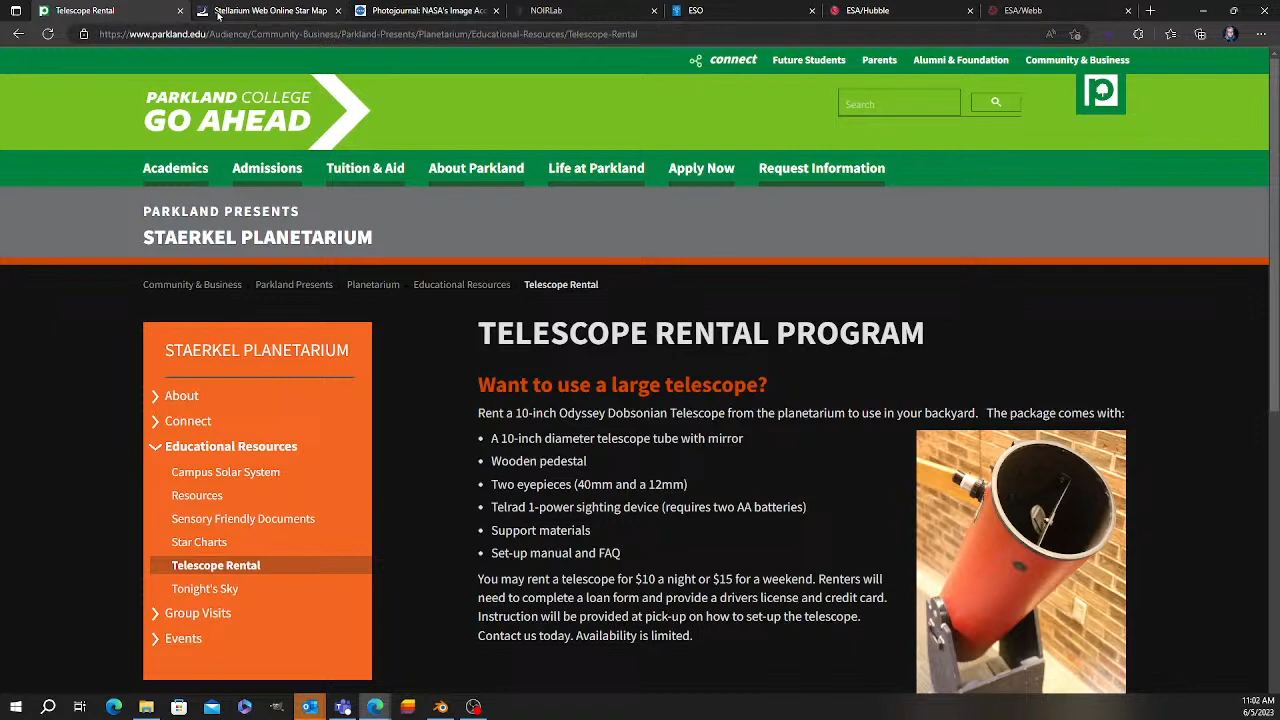 Telescope Rental
Stellarium Web Online Star Map
Photojournal: NASA's Image Acc
NOIRLab
ESO
ESA/Hubble
ESA/Webb
https://www.parkland.edu/Audience/Community-Business/Parkland-Presents/Planetarium/Educational-Resources/Telescope-Rental
connect
Future Students
Parents
Alumni & Foundation
Community & Business
PARKLAND COLLEGE
GO AHEAD
Search
Academics
Admissions
Tuition & Aid
About Parkland
Life at Parkland
Apply Now
Request Information
PARKLAND PRESENTS
STAERKEL PLANETARIUM
Community & Business
Parkland Presents
Planetarium
Educational Resources
Telescope Rental
STAERKEL PLANETARIUM
About
Connect
Educational Resources
Campus Solar System
Resources
Sensory Friendly Documents
Star Charts
Telescope Rental
Tonight's Sky
Group Visits
Events
TELESCOPE RENTAL PROGRAM
Want to use a large telescope?
Rent a 10-inch Odyssey Dobsonian Telescope from the planetarium to use in your backyard. The package comes with:
• A 10-inch diameter telescope tube with mirror
• Wooden pedestal
• Two eyepieces (40mm and a 12mm)
• Telrad 1-power sighting device (requires two AA batteries)
• Support materials
• Set-up manual and FAQ
You may rent a telescope for $10 a night or $15 for a weekend. Renters will
need to complete a loan form and provide a drivers license and credit card.
Instruction will be provided at pick-up on how to set-up the telescope.
Contact us today. Availability is limited.
11:02 AM
6/5/2023